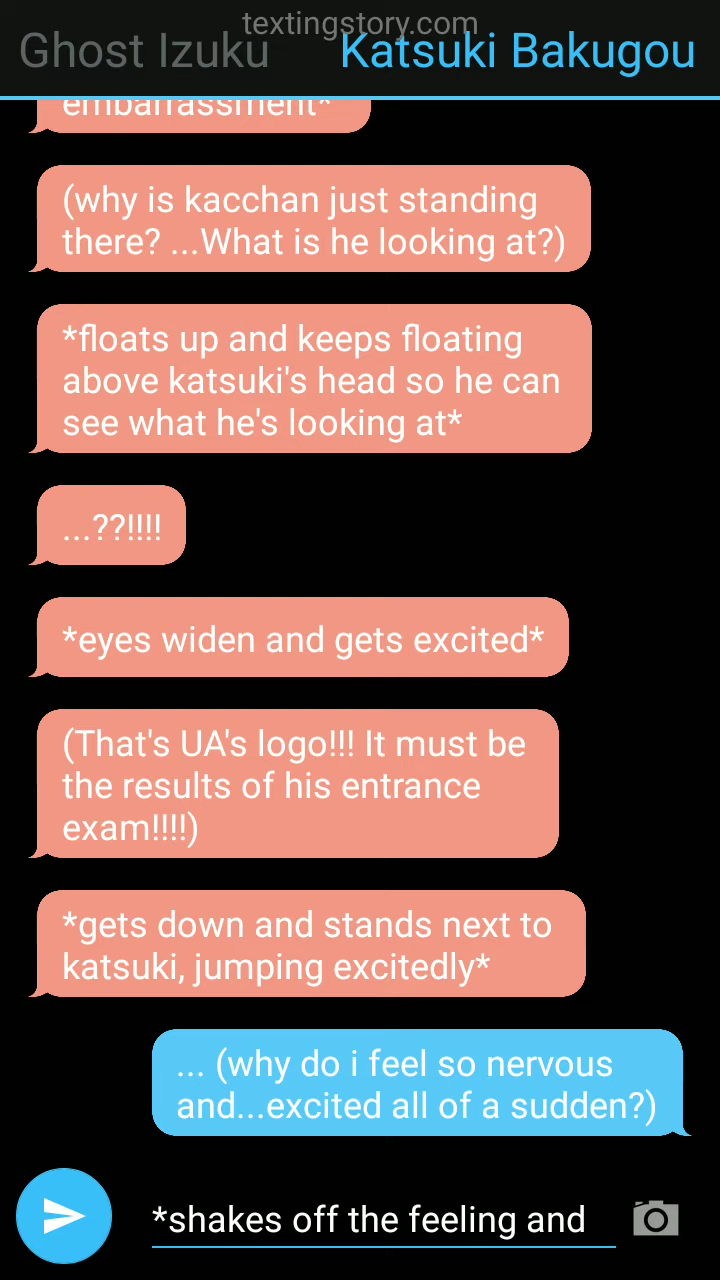 textingstory.com
Ghost Izuku Katsuki Bakugou
embarrassment*
(why is kacchan just standing
there? ...What is he looking at?)
*floats up and keeps floating
above katsuki's head so he can
see what he's looking at*
...??!!!!
*eyes widen and gets excited*
(That's UA's logo!!! It must be
the results of his entrance
exam!!!!)
*gets down and stands next to
katsuki, jumping excitedly*
... (why do i feel so nervous
and...excited all of a sudden?)
*shakes off the feeling and